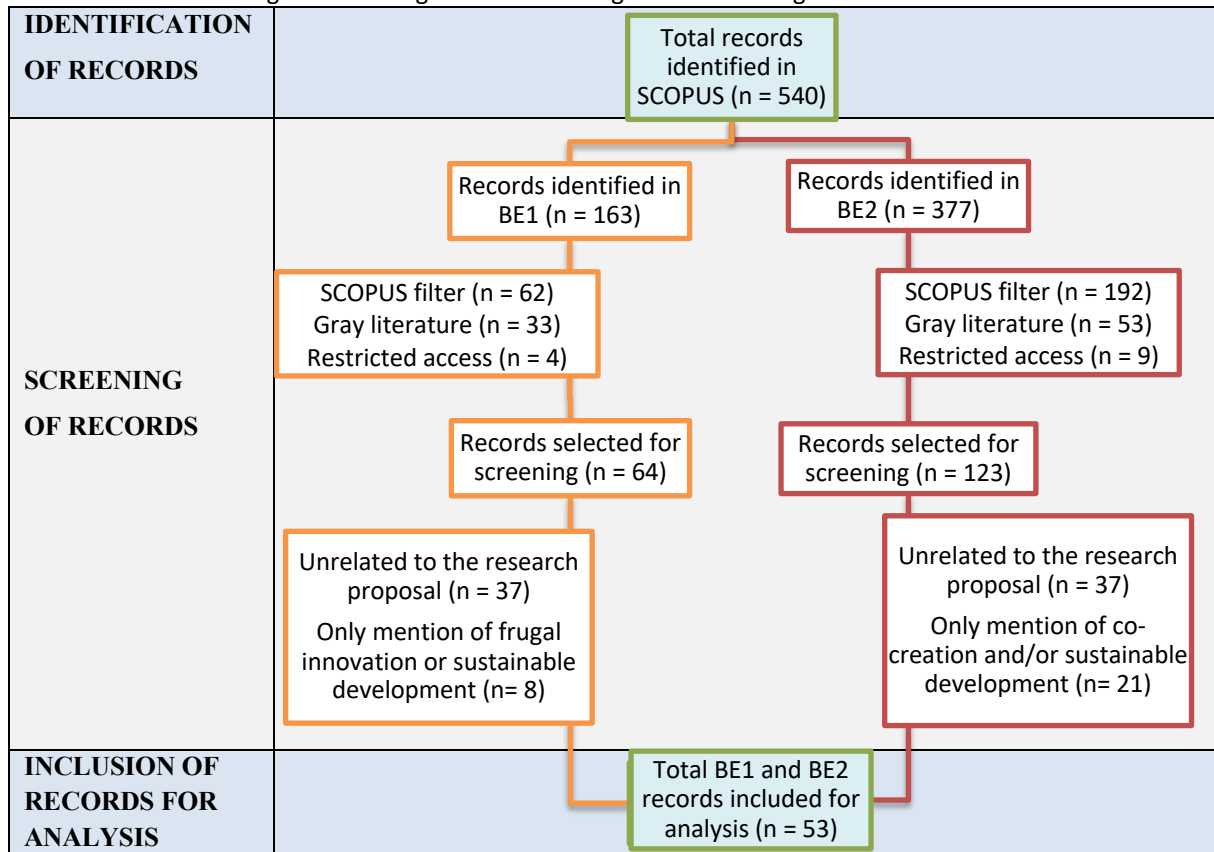 IDENTIFICATION
OF RECORDS
Total records
identified in
SCOPUS (n = 540)
SCREENING
OF RECORDS
Records identified in
BE1 (n = 163)
Records identified in
BE2 (n = 377)
SCOPUS filter (n = 62)
Gray literature (n = 33)
Restricted access (n = 4)
SCOPUS filter (n = 192)
Gray literature (n = 53)
Restricted access (n = 9)
Records selected for
screening (n = 64)
Records selected for
screening (n = 123)
Unrelated to the research
proposal (n = 37)
Only mention of frugal
innovation or sustainable
development (n= 8)
Unrelated to the research
proposal (n = 37)
Only mention of co-
creation and/or sustainable
development (n= 21)
INCLUSION OF
RECORDS FOR
ANALYSIS
Total BE1 and BE2
records included for
analysis (n = 53)